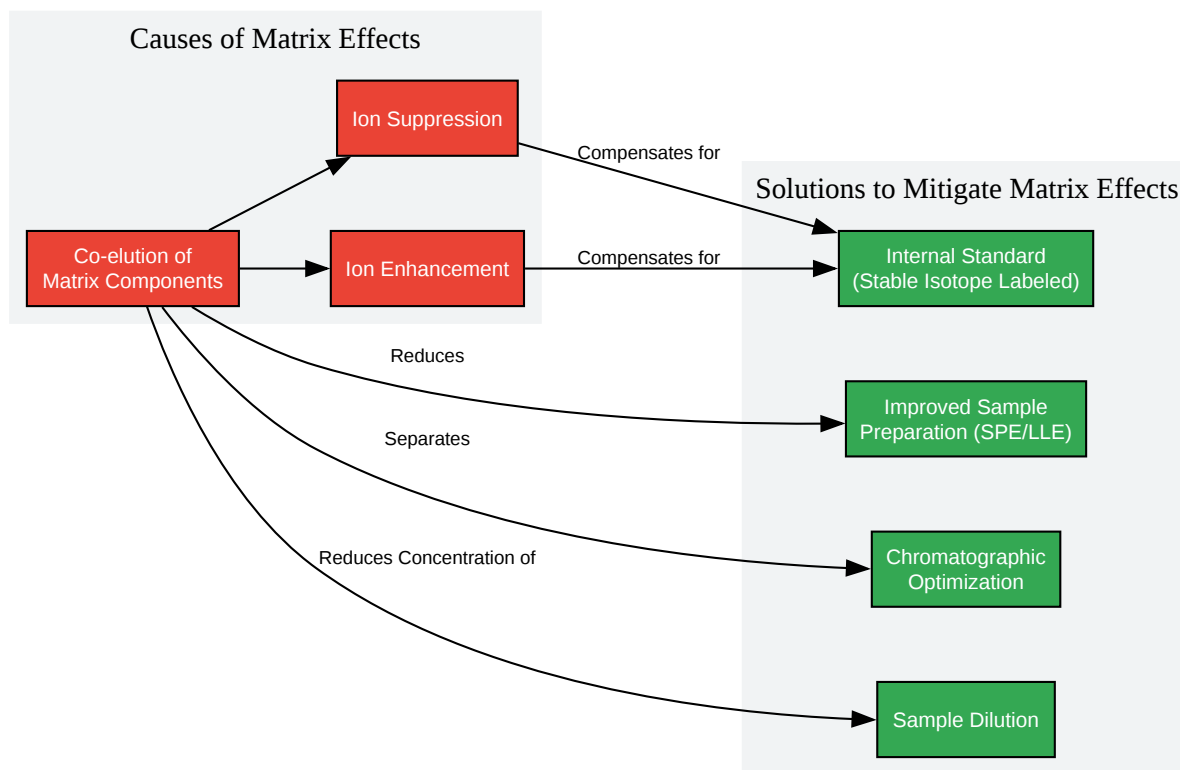 Causes of Matrix Effects
Ion Suppression
Compensates for
Solutions to Mitigate Matrix Effects
Co-elution of
Matrix Components
Ion Enhancement
Compensates for
Internal Standard
(Stable Isotope Labeled)
Reduces
Improved Sample
Preparation (SPE/LLE)
Separates
Reduces Concentration of
Chromatographic
Optimization
Sample Dilution